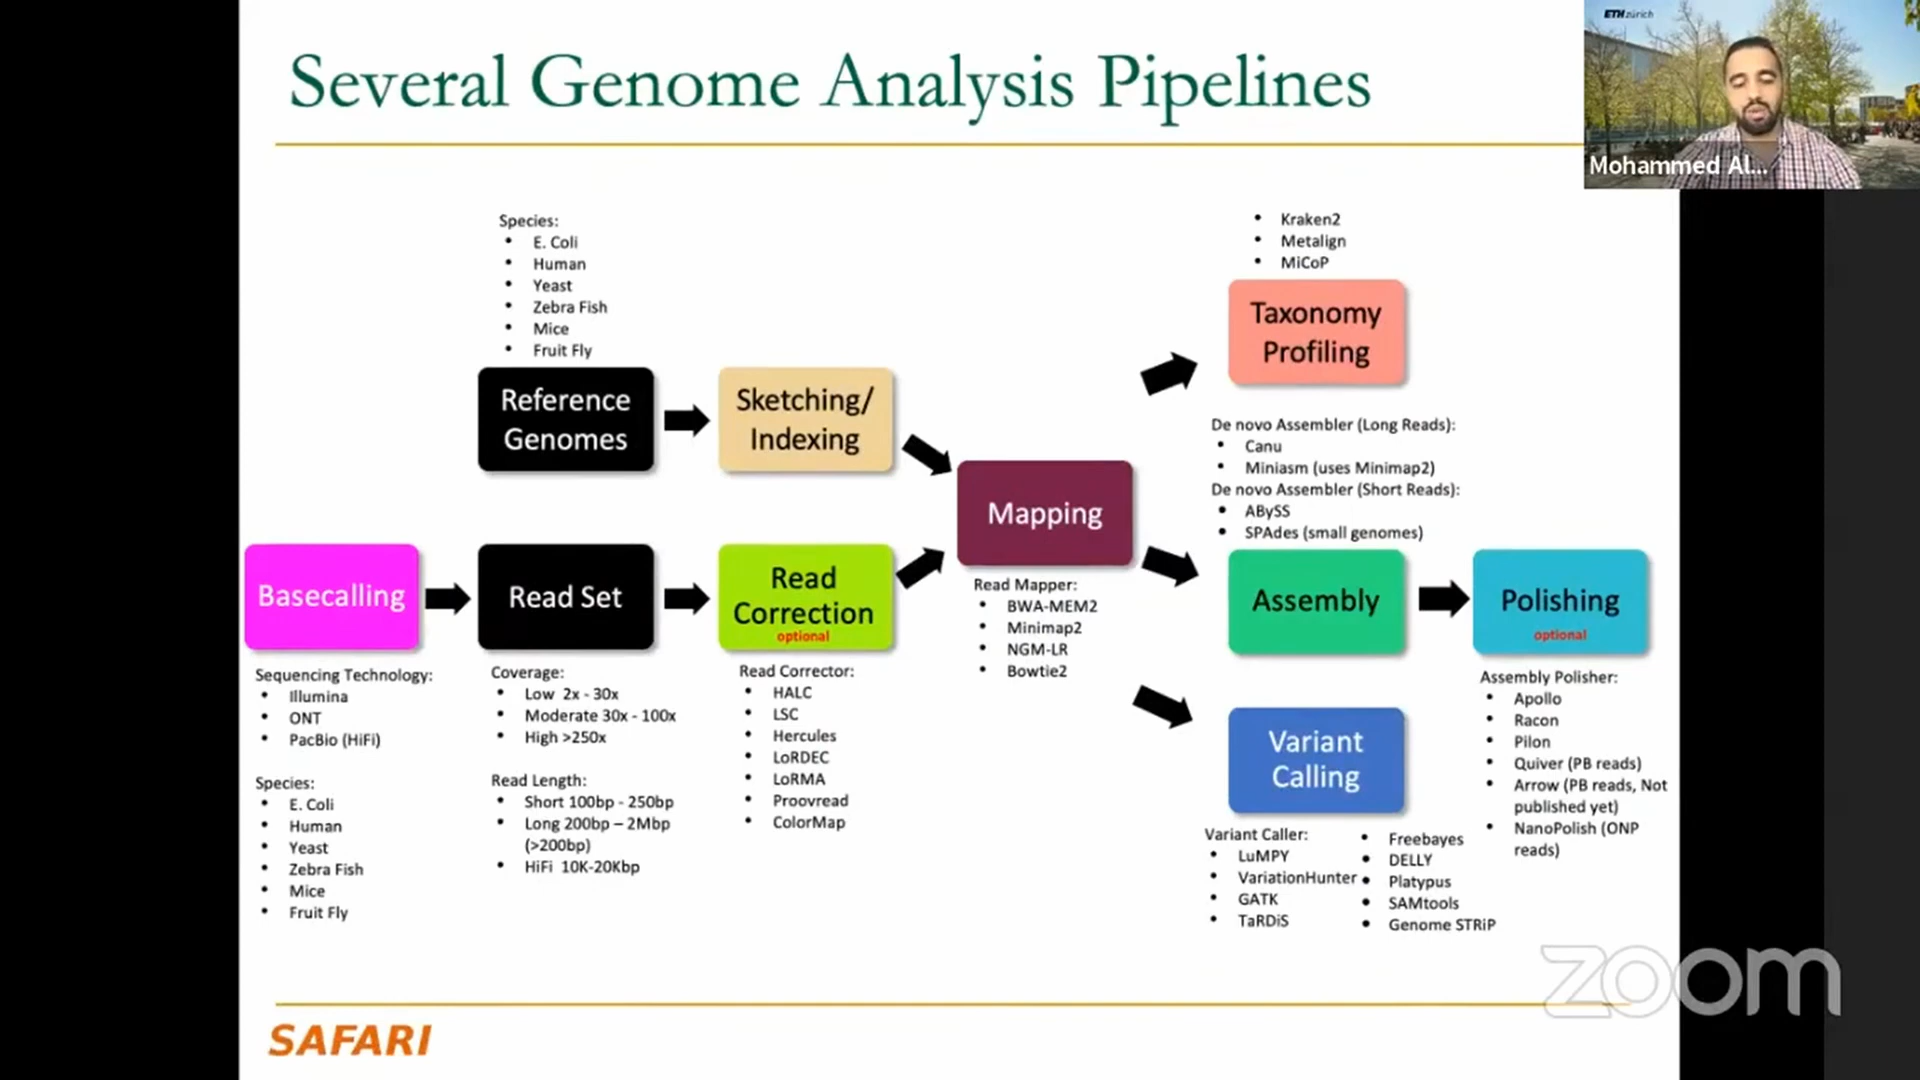 Several Genome Analysis Pipelines
ETH zürich
Mohammed Al...
Species:
• E. Coli
• Human
• Yeast
• Zebra Fish
• Mice
• Fruit Fly
Reference
Genomes
Sketching/
Indexing
• Kraken2
• Metalign
• MiCoP
Taxonomy
Profiling
Basecalling
Sequencing Technology:
• Illumina
• ONT
• PacBio (HiFi)
Species:
• E. Coli
• Human
• Yeast
• Zebra Fish
• Mice
• Fruit Fly
Read Set
Coverage:
• Low 2x - 30x
• Moderate 30x - 100x
• High >250x
Read Length:
• Short 100bp - 250bp
• Long 200bp – 2Mbp
(>200bp)
• HiFi 10K-20Kbp
Read
Correction
optional
Read Corrector:
• HALC
• LSC
• Hercules
• LoRDEC
• LoRMA
• Proovread
• ColorMap
Mapping
Read Mapper:
• BWA-MEM2
• Minimap2
• NGM-LR
• Bowtie2
De novo Assembler (Long Reads):
• Canu
• Miniasm (uses Minimap2)
De novo Assembler (Short Reads):
• ABySS
• SPAdes (small genomes)
Assembly
Polishing
optional
Assembly Polisher:
• Apollo
• Racon
• Pilon
• Quiver (PB reads)
• Arrow (PB reads, Not
published yet)
• NanoPolish (ONP
reads)
Variant
Calling
Variant Caller:
• LuMPY
• VariationHunter
• GATK
• TaRDiS
• Freebayes
• DELLY
• Platypus
• SAMtools
• Genome STRiP
zoom
SAFARI